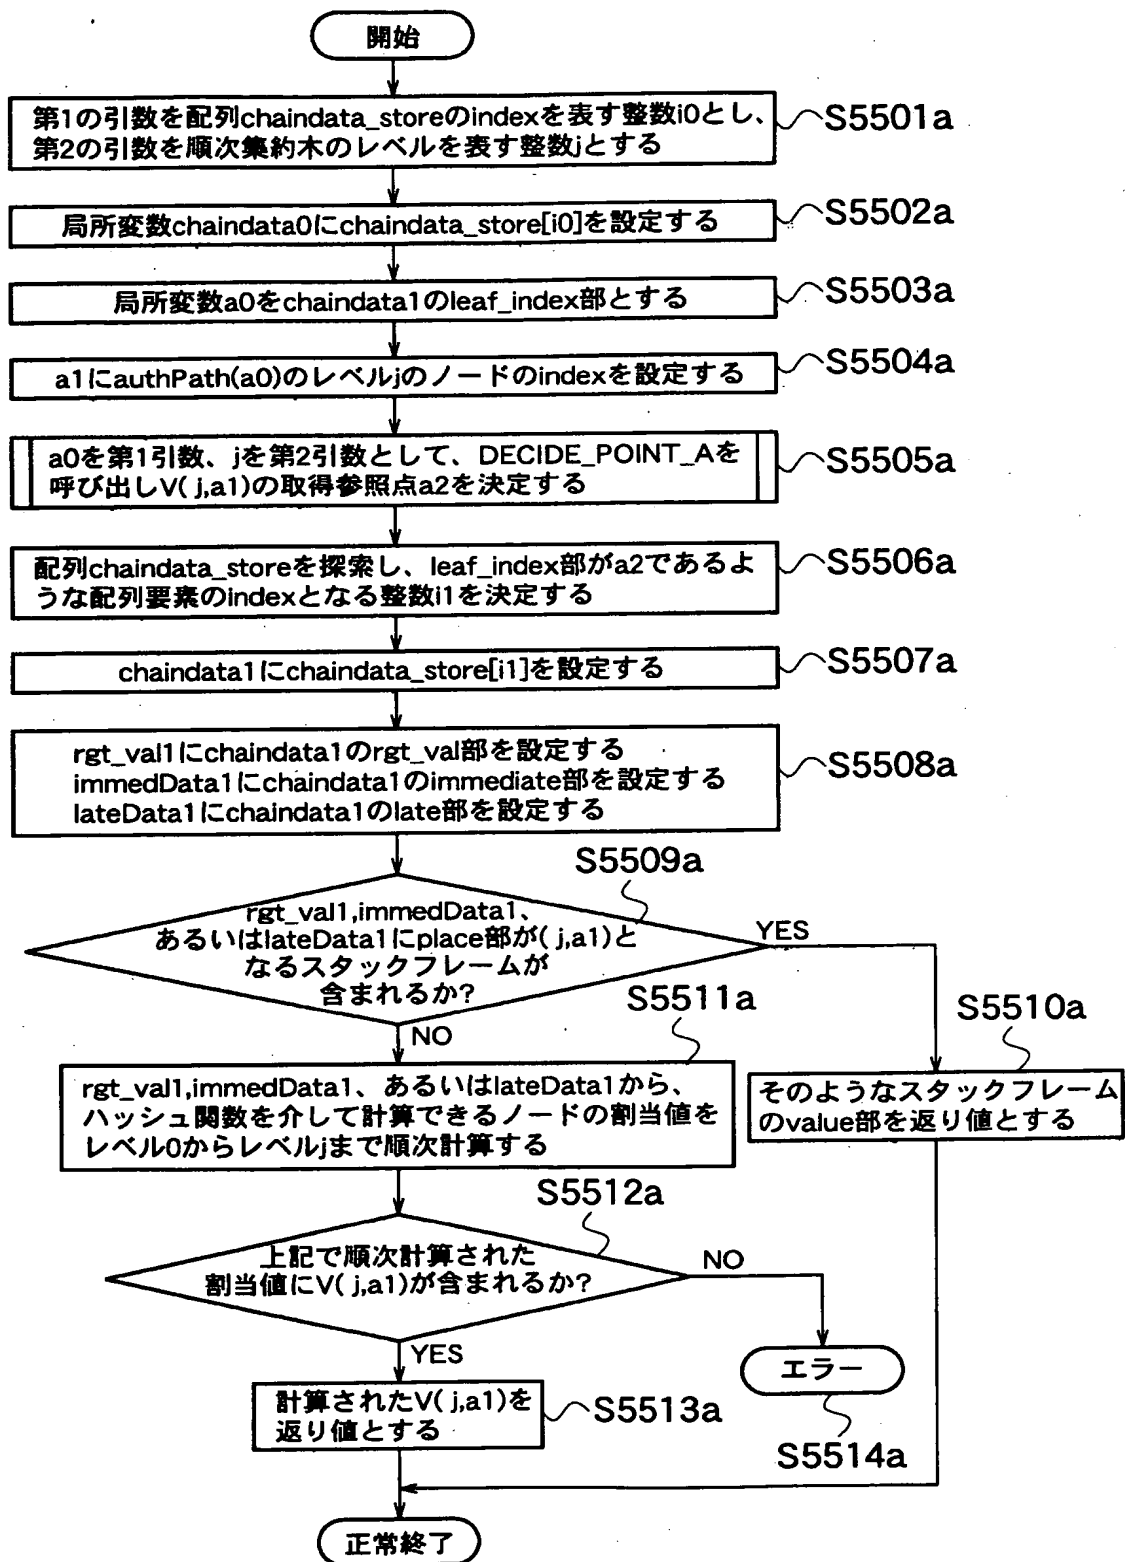 開始
第1の引数を配列chaindata_storeのindexを表す整数i0とし、
第2の引数を順次集約木のレベルを表す整数jとする
S5501a
局所変数chaindata0にchaindata_store[i0]を設定する
S5502a
局所変数a0をchaindata1のleaf_index部とする
S5503a
a1にauthPath(a0)のレベルjのノードのindexを設定する
S5504a
a0を第1引数、jを第2引数として、DECIDE_POINT_Aを
呼び出しV( j,a1)の取得参照点a2を決定する
S5505a
配列chaindata_storeを探索し、leaf_index部がa2であるよ
うな配列要素のindexとなる整数i1を決定する
S5506a
chaindata1にchaindata_store[i1]を設定する
S5507a
rgt_val1にchaindata1のrgt_val部を設定する
immedData1にchaindata1のimmediate部を設定する
lateData1にchaindata1のlate部を設定する
S5508a
S5509a
rgt_val1,immedData1、
あるいはlateData1にplace部が( j,a1)と
なるスタックフレームが
含まれるか?
YES
NO
S5511a
S5510a
rgt_val1,immedData1、あるいはlateData1から、
ハッシュ関数を介して計算できるノードの割当値を
レベル0からレベルjまで順次計算する
そのようなスタックフレーム
のvalue部を返り値とする
S5512a
上記で順次計算された
割当値にV( j,a1)が含まれるか?
NO
YES
エラー
計算されたV( j,a1)を
返り値とする
S5513a
S5514a
正常終了